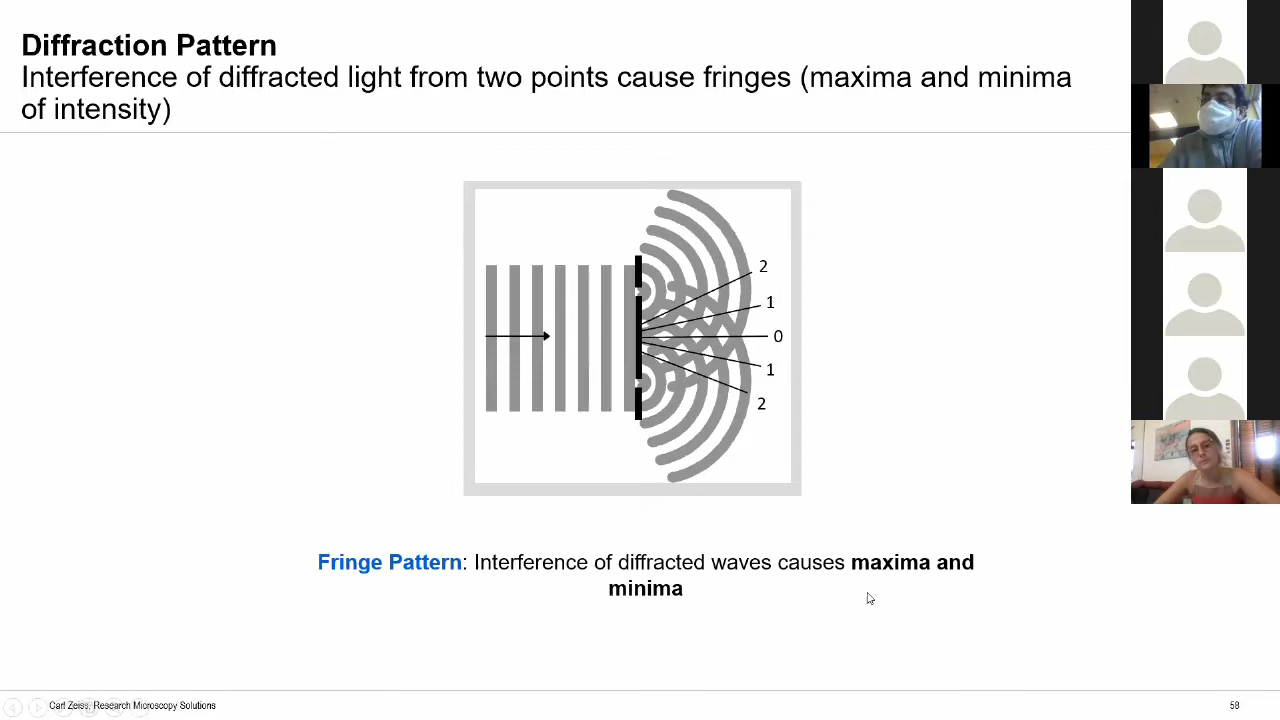 Diffraction Pattern
Interference of diffracted light from two points cause fringes (maxima and minima
of intensity)
2
1
0
1
2
Fringe Pattern: Interference of diffracted waves causes maxima and
minima
Carl Zeiss, Research Microscopy Solutions
58